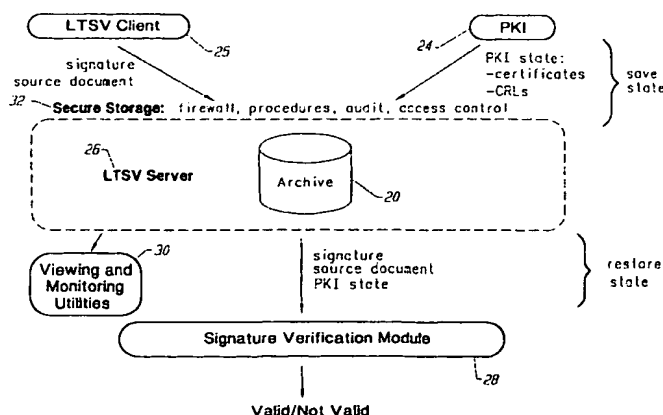 LTSV Client
25
24
PKI
signature
source document
PKI state:
-certificates
-CRLs
save
state
32
Secure Storage: firewall, procedures, audit, access control
26
LTSV Server
Archive
20
30
Viewing and
Monitoring
Utilities
signature
source document
PKI state
restore
state
Signature Verification Module
28
Valid/Not Valid